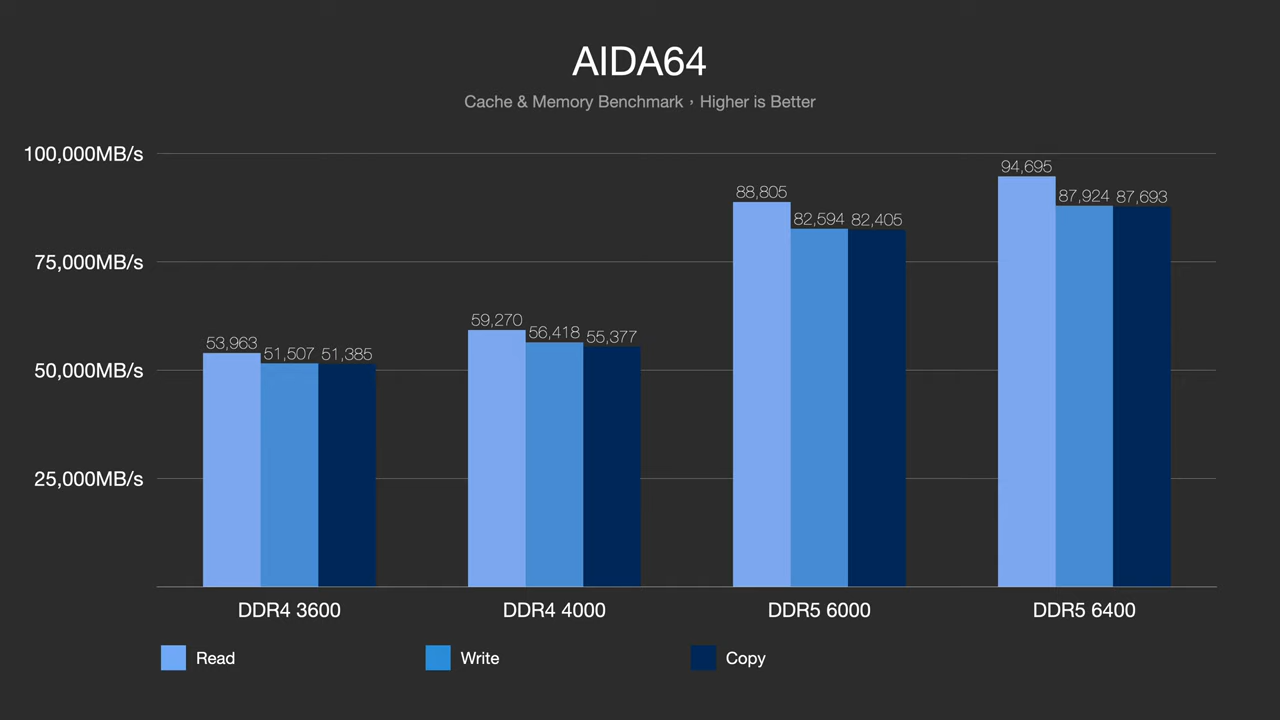 AIDA64
Cache & Memory Benchmark，Higher is Better
100,000MB/s
75,000MB/s
50,000MB/s
25,000MB/s
53,963
51,507
51,385
59,270
56,418
55,377
88,805
82,594
82,405
94,695
87,924
87,693
DDR4 3600
DDR4 4000
DDR5 6000
DDR5 6400
Read
Write
Copy